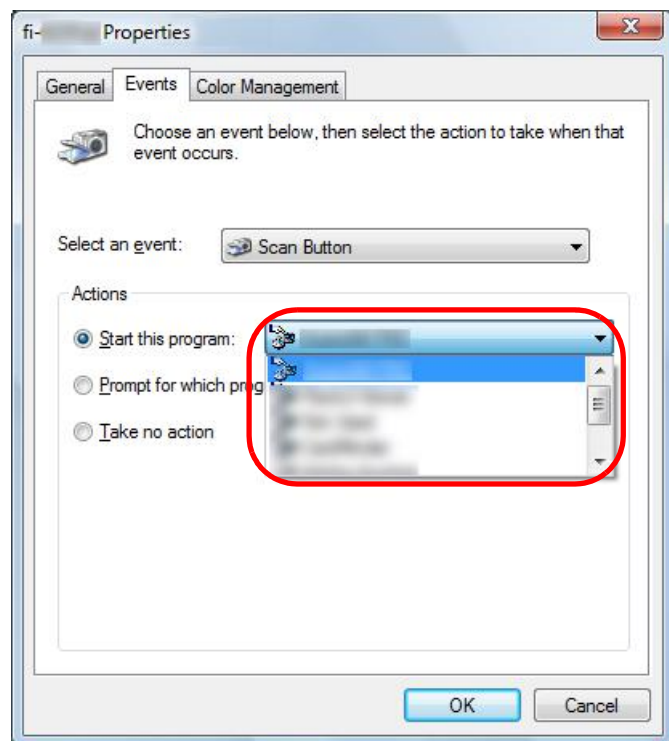 fi- Properties
General Events Color Management
Choose an event below, then select the action to take when that
event occurs.
Select an event: Scan Button
Actions
Start this program:
Prompt for which prog
Take no action
OK Cancel